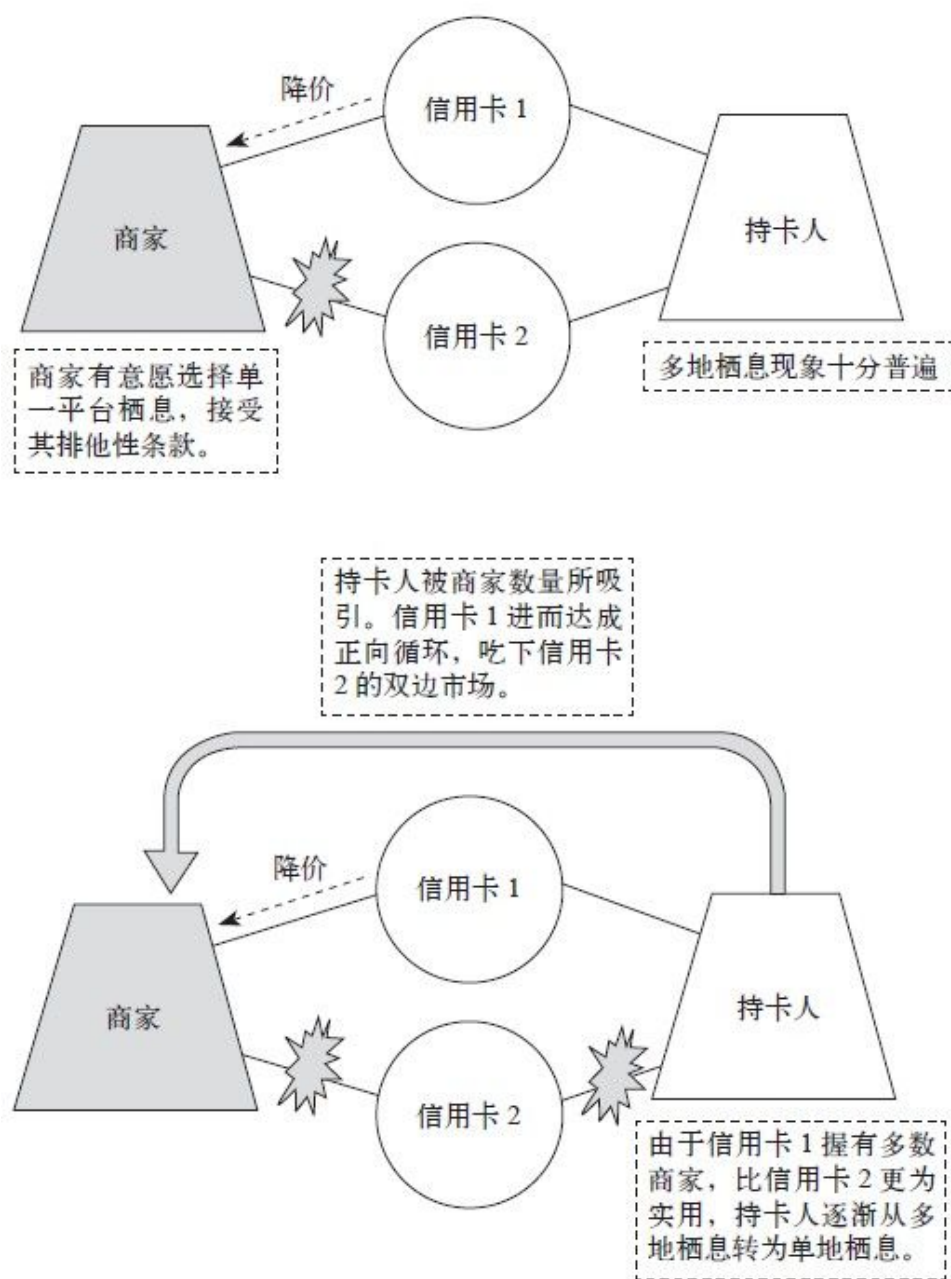 降价
信用卡 1
商家
持卡人
信用卡 2
商家有意愿选择单
一平台栖息，接受
其排他性条款。
多地栖息现象十分普遍
持卡人被商家数量所吸
引。信用卡 1 进而达成
正向循环，吃下信用卡
2 的双边市场。
降价
信用卡 1
商家
持卡人
信用卡 2
由于信用卡 1 握有多数
商家，比信用卡 2 更为
实用，持卡人逐渐从多
地栖息转为单地栖息。